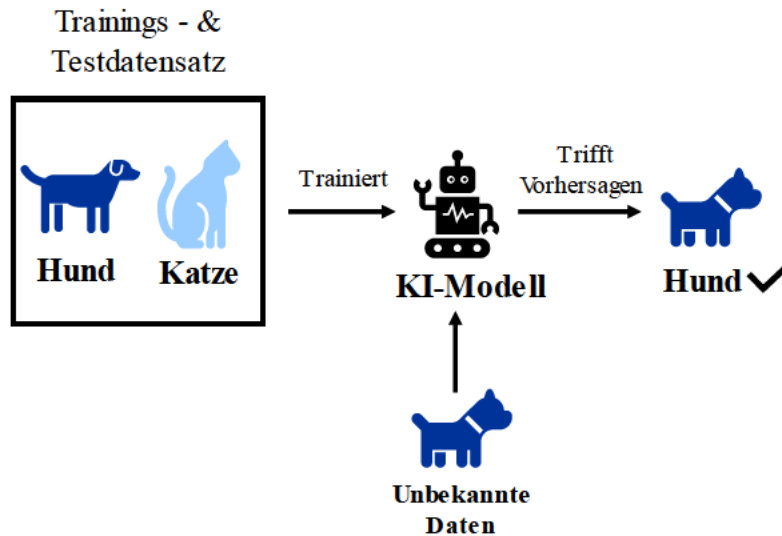 Trainings - &
Testdatensatz
Hund
Katze
Trainiert
KI-Modell
Trifft
Vorhersagen
Hund
Unbekannte
Daten